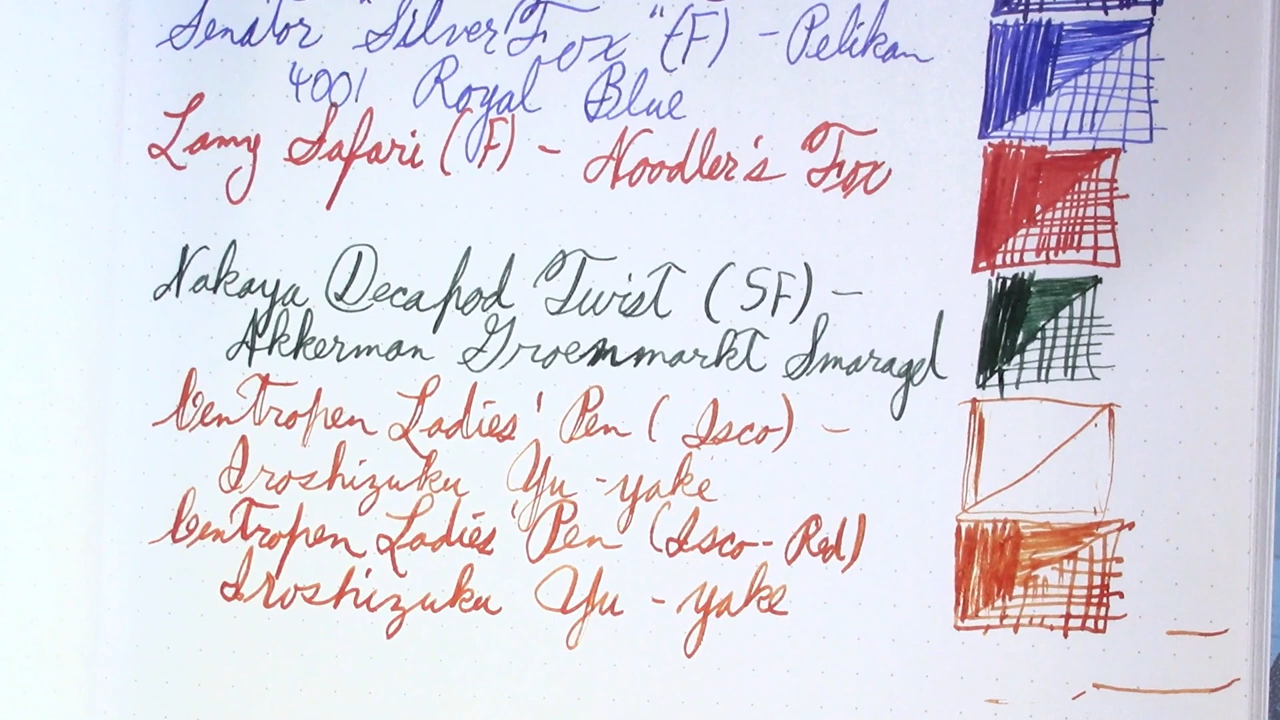 Senator "Silver Fox" (F) - Pelikan
4001 Royal Blue
Lamy Safari (F) - Noodler's Fox
Nakaya Decapod Twist (SF) -
Akkerman Groenmarkt Smaragd
Centropen Ladies' Pen (Isco) -
Iroshizuku Yu-yake
Centropen Ladies' Pen (Isco-Red)
Iroshizuku Yu-yake